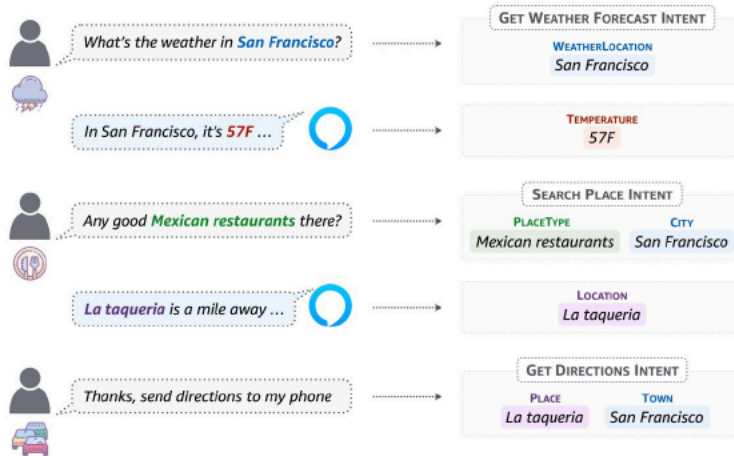 GET WEATHER FORECAST INTENT
What's the weather in San Francisco?
WEATHERLOCATION
San Francisco
In San Francisco, it's 57F ...
TEMPERATURE
57F
SEARCH PLACE INTENT
Any good Mexican restaurants there?
PLACETYPE CITY
Mexican restaurants San Francisco
La taqueria is a mile away ...
LOCATION
La taqueria
GET DIRECTIONS INTENT
Thanks, send directions to my phone
PLACE TOWN
La taqueria San Francisco